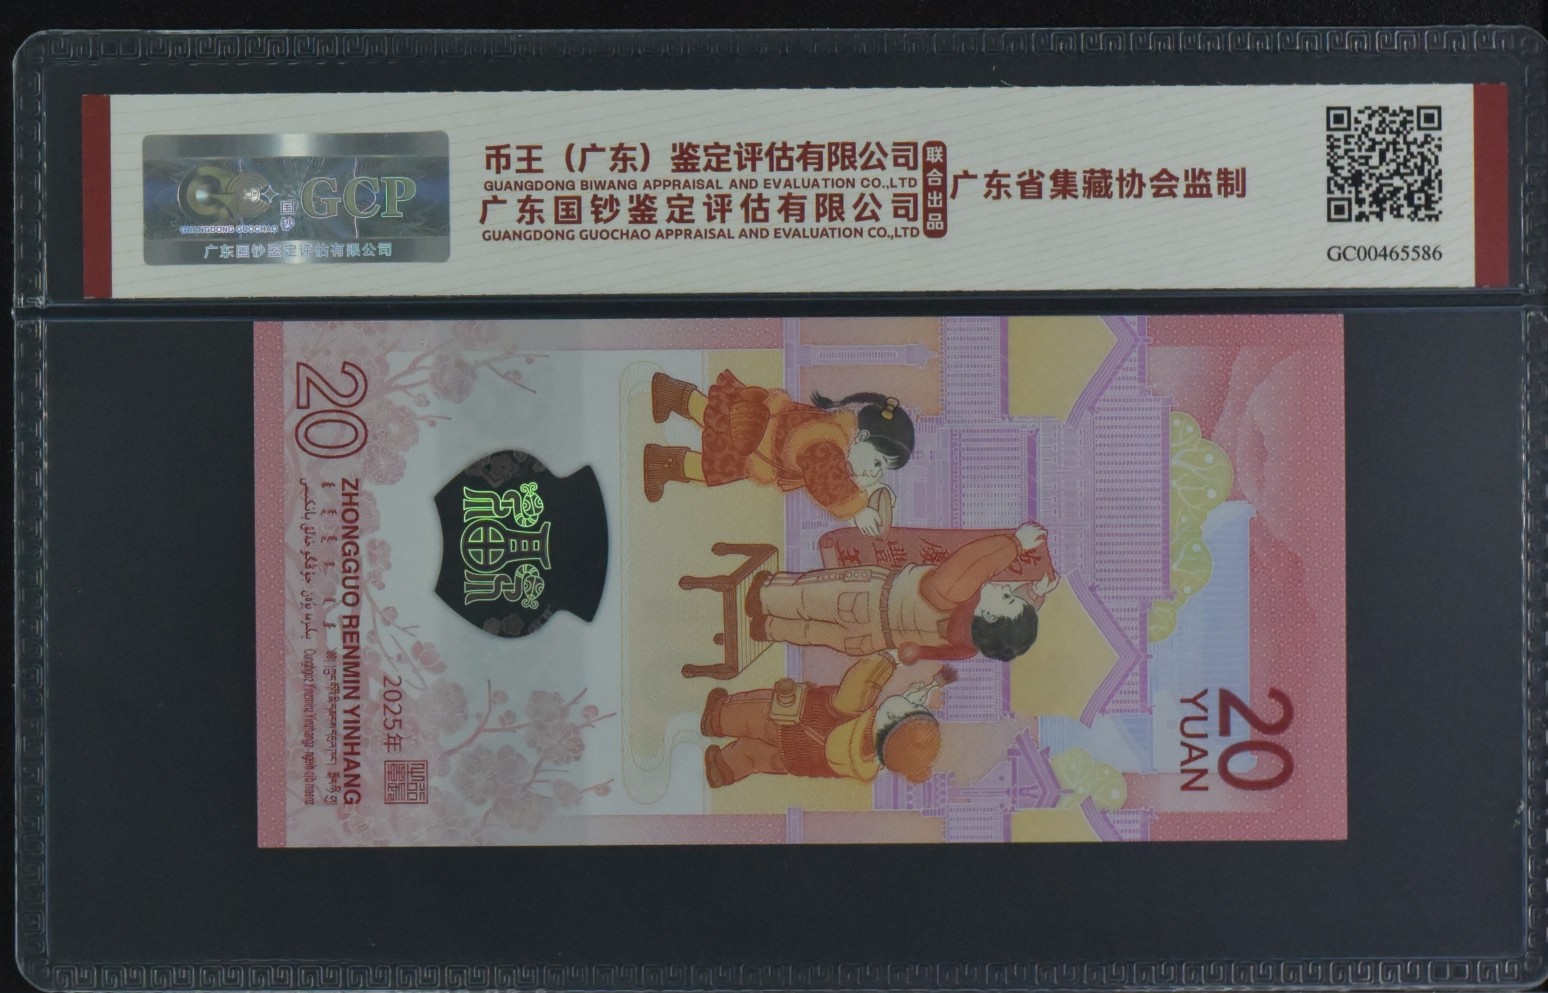 GCP
国钞
GUANGDONG GUOCHAO
广东国钞鉴定评估有限公司
币王（广东）鉴定评估有限公司
GUANGDONG BIWANG APPRAISAL AND EVALUATION CO.,LTD
广东国钞鉴定评估有限公司
GUANGDONG GUOCHAO APPRAISAL AND EVALUATION CO.,LTD
联合出品
广东省集藏协会监制
GC00465586
20
ZHONGGUO RENMIN YINHANG
2025年
20
YUAN